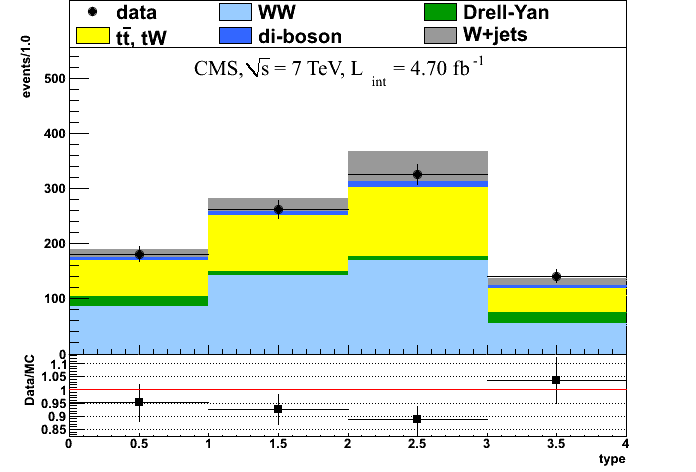 data WW Drell-Yan
tt̅, tW di-boson W+jets
events/1.0
CMS, √s = 7 TeV, L int = 4.70 fb-1
500
400
300
200
100
0
Data/MC
1.1
1.05
1
0.95
0.9
0.85
0 0.5 1 1.5 2 2.5 3 3.5 4
type